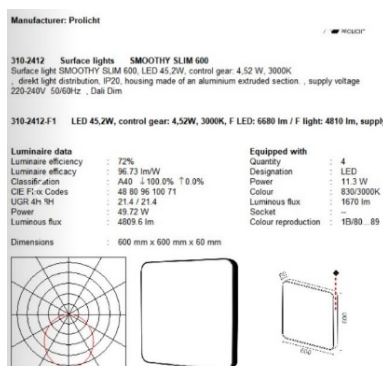 Manufacturer: Prolicht
PROLICHT
310-2412 Surface lights SMOOTHY SLIM 600
Surface light SMOOTHY SLIM 600, LED 45,2W, control gear: 4,52 W, 3000K
, direkt light distribution, IP20, housing made of an aluminium extruded section. , supply voltage
220-240V 50/60Hz , Dali Dim
310-2412-F1 LED 45,2W, control gear: 4,52W, 3000K, F LED: 6680 lm / F light: 4810 lm, supply
Luminaire data Equipped with
Luminaire efficiency : 72% Quantity : 4
Luminaire efficacy : 96.73 lm/W Designation : LED
Classification : A40 ↓100.0% ↑0.0% Power : 11.3 W
CIE Flux Codes : 48 80 96 100 71 Colour : 830/3000K
UGR 4H 8H : 21.4 / 21.4 Luminous flux : 1670 lm
Power : 49.72 W Socket : --
Luminous flux : 4809.6 lm Colour reproduction : 1B/80...89
Dimensions : 600 mm x 600 mm x 60 mm
600
600